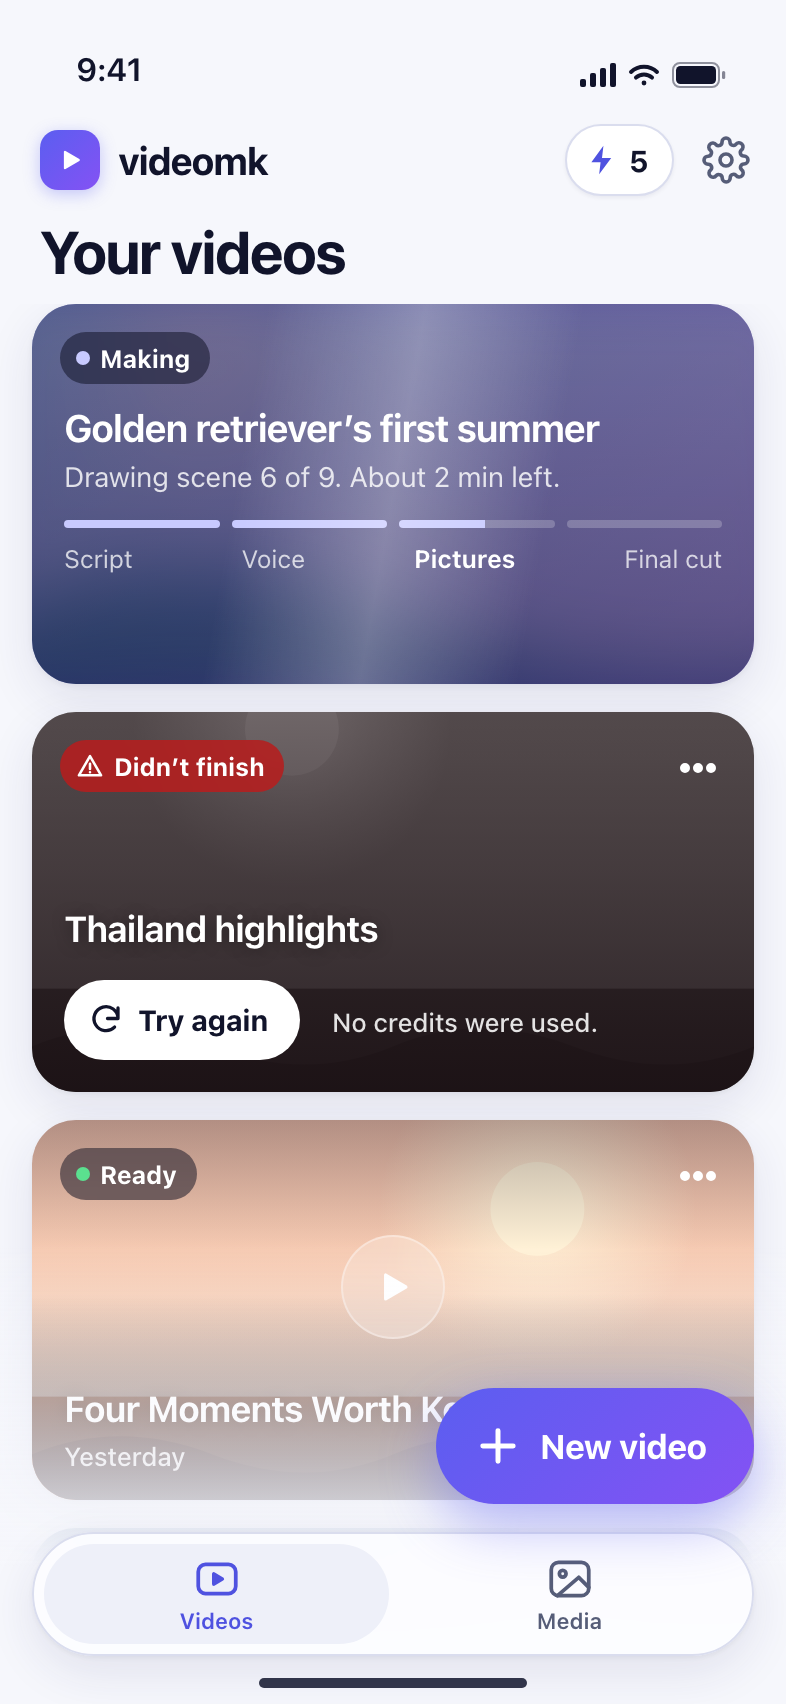 9:41
videomk
5
Your videos
Making
Golden retriever’s first summer
Drawing scene 6 of 9. About 2 min left.
Script Voice Pictures Final cut
Didn’t finish
Thailand highlights
Try again
No credits were used.
Ready
Four Moments Worth
Yesterday
New video
Videos
Media